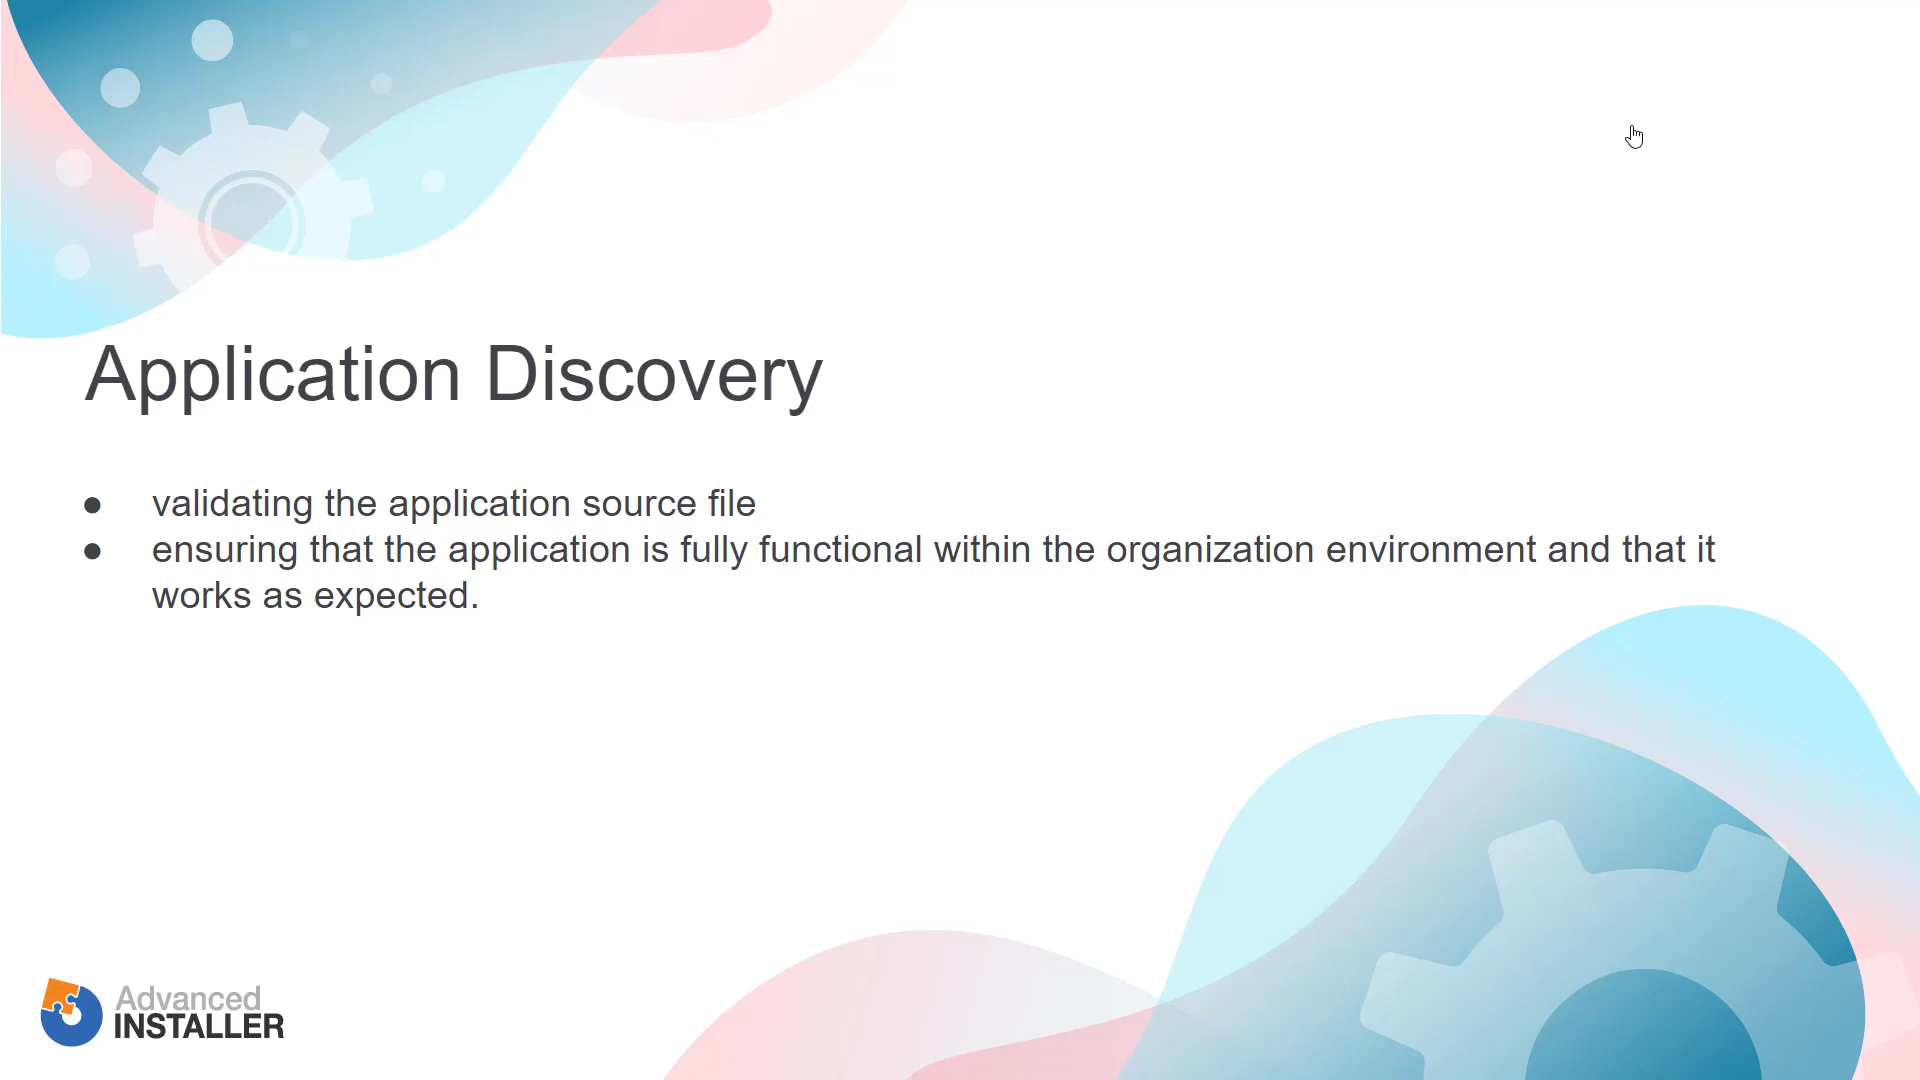 Application Discovery
● validating the application source file
● ensuring that the application is fully functional within the organization environment and that it
works as expected.
Advanced
INSTALLER